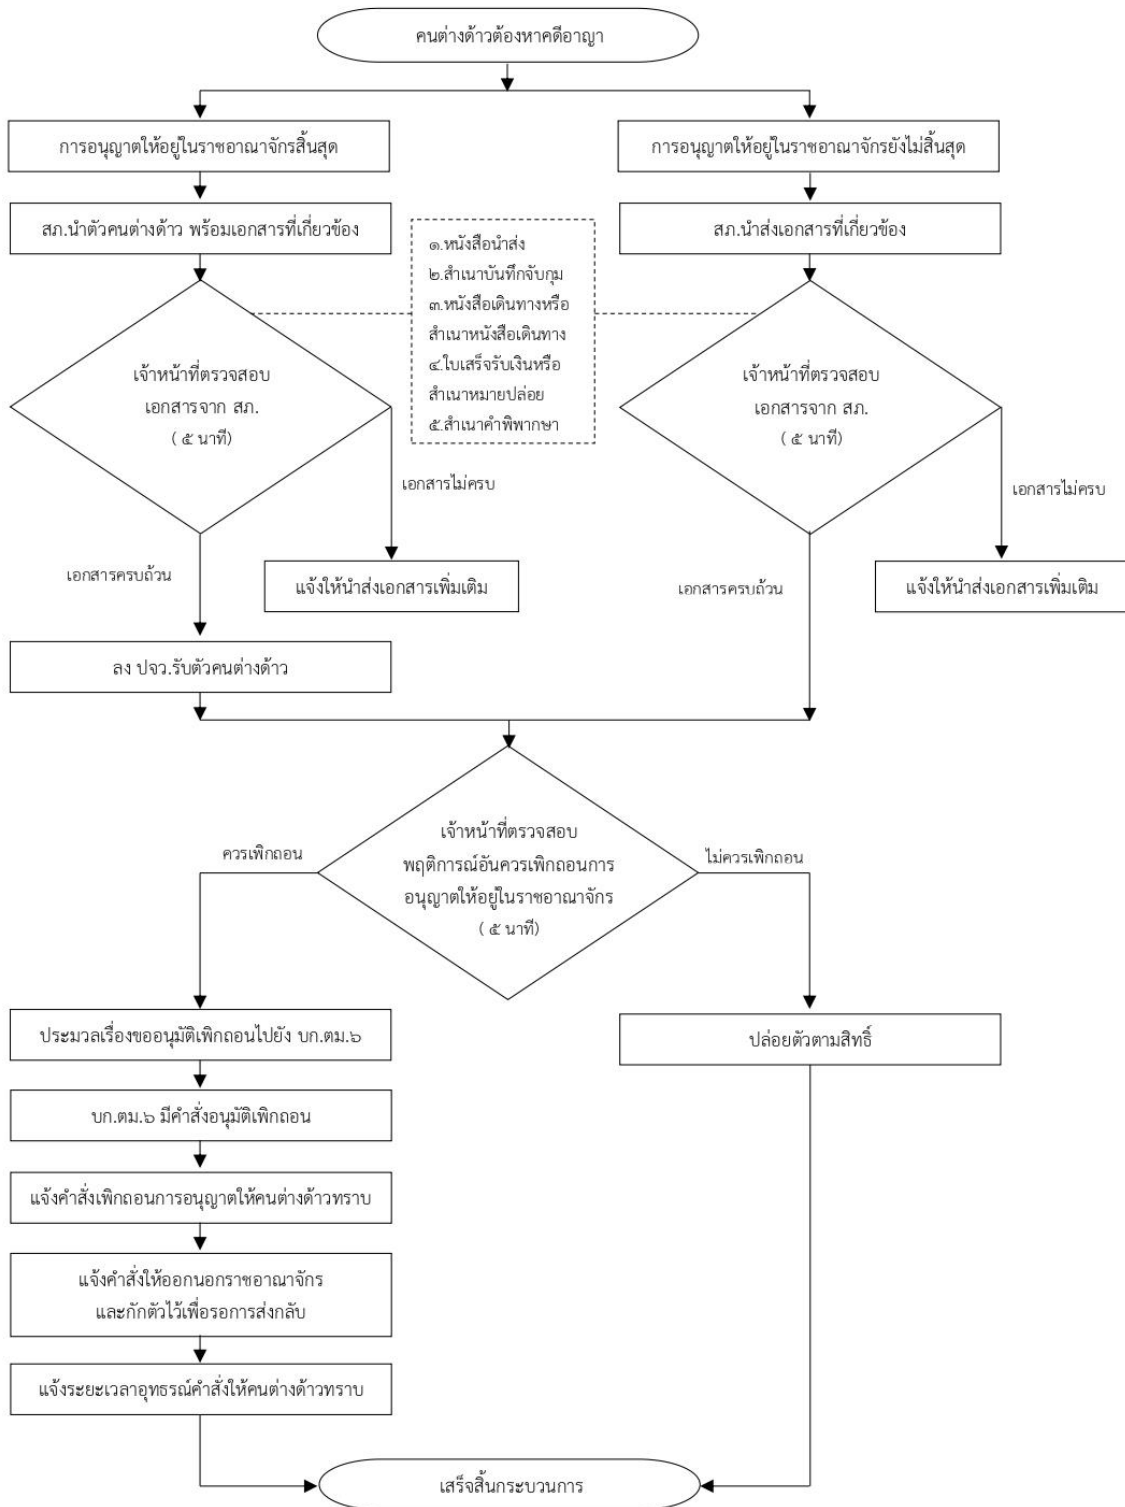 คนต่างด้าวต้องหาคดีอาญา
การอนุญาตให้อยู่ในราชอาณาจักรสิ้นสุด
การอนุญาตให้อยู่ในราชอาณาจักรยังไม่สิ้นสุด
สภ.นำตัวคนต่างด้าว พร้อมเอกสารที่เกี่ยวข้อง
สภ.นำส่งเอกสารที่เกี่ยวข้อง
๑.หนังสือนำส่ง
๒.สำเนาบันทึกจับกุม
๓.หนังสือเดินทางหรือ
สำเนาหนังสือเดินทาง
๔.ใบเสร็จรับเงินหรือ
สำเนาหมายปล่อย
๕.สำเนาคำพิพากษา
เจ้าหน้าที่ตรวจสอบ
เอกสารจาก สภ.
( ๕ นาที)
เจ้าหน้าที่ตรวจสอบ
เอกสารจาก สภ.
( ๕ นาที)
เอกสารไม่ครบ
เอกสารไม่ครบ
เอกสารครบถ้วน
แจ้งให้นำส่งเอกสารเพิ่มเติม
เอกสารครบถ้วน
แจ้งให้นำส่งเอกสารเพิ่มเติม
ลง ปจว.รับตัวคนต่างด้าว
เจ้าหน้าที่ตรวจสอบ
พฤติการณ์อันควรเพิกถอนการ
อนุญาตให้อยู่ในราชอาณาจักร
( ๕ นาที)
ควรเพิกถอน
ไม่ควรเพิกถอน
ประมวลเรื่องขออนุมัติเพิกถอนไปยัง บก.ตม.๖
ปล่อยตัวตามสิทธิ์
บก.ตม.๖ มีคำสั่งอนุมัติเพิกถอน
แจ้งคำสั่งเพิกถอนการอนุญาตให้คนต่างด้าวทราบ
แจ้งคำสั่งให้ออกนอกราชอาณาจักร
และกักตัวไว้เพื่อรอการส่งกลับ
แจ้งระยะเวลาอุทธรณ์คำสั่งให้คนต่างด้าวทราบ
เสร็จสิ้นกระบวนการ